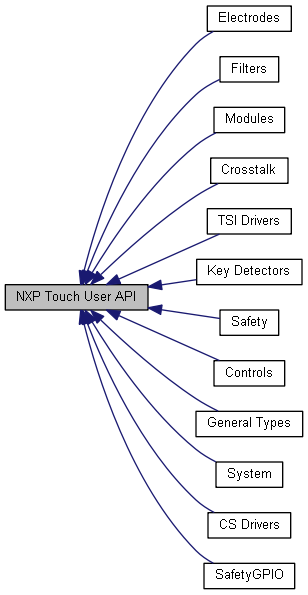 Electrodes
Filters
Modules
Crosstalk
TSI Drivers
Key Detectors
NXP Touch User API
Safety
Controls
General Types
System
CS Drivers
SafetyGPIO